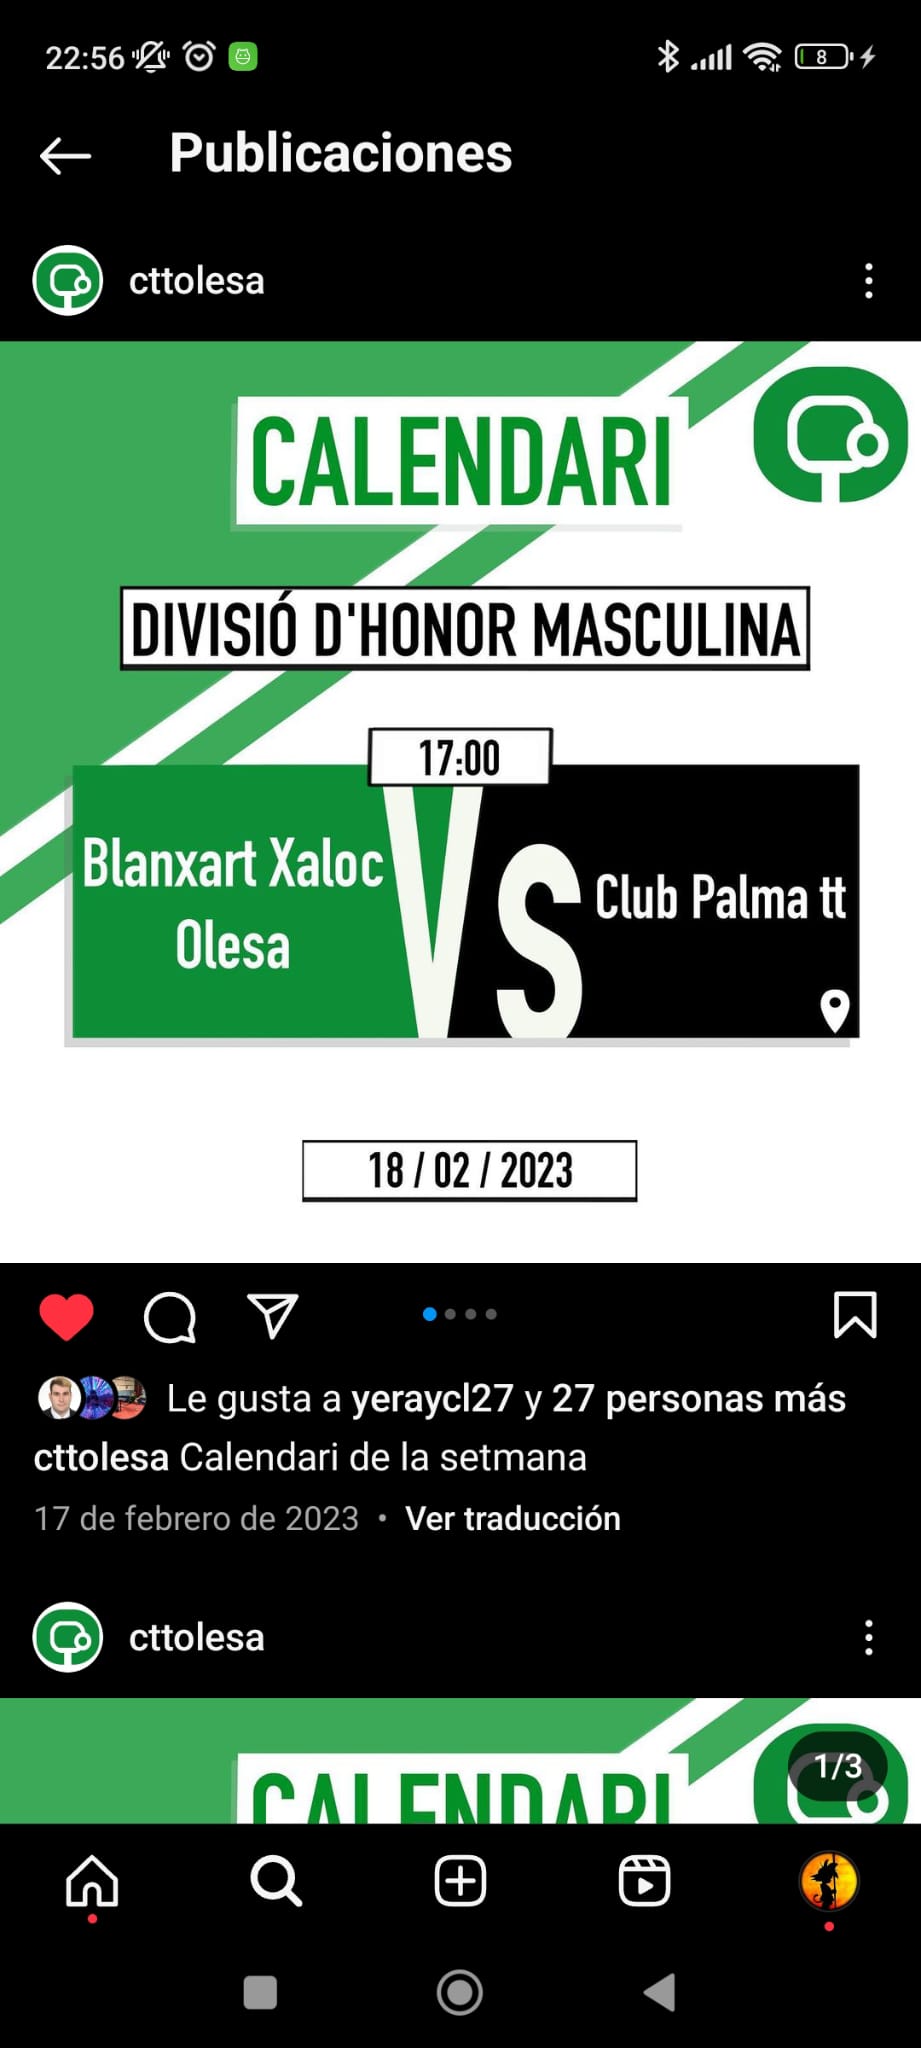 22:56
8
Publicaciones
cttolesa
CALENDARI
DIVISIÓ D'HONOR MASCULINA
17:00
Blanxart Xaloc
Olesa
Vs
Club Palma tt
18 / 02 / 2023
Le gusta a yeraycl27 y 27 personas más
cttolesa Calendari de la setmana
17 de febrero de 2023 • Ver traducción
cttolesa
1/3
CALENDARI